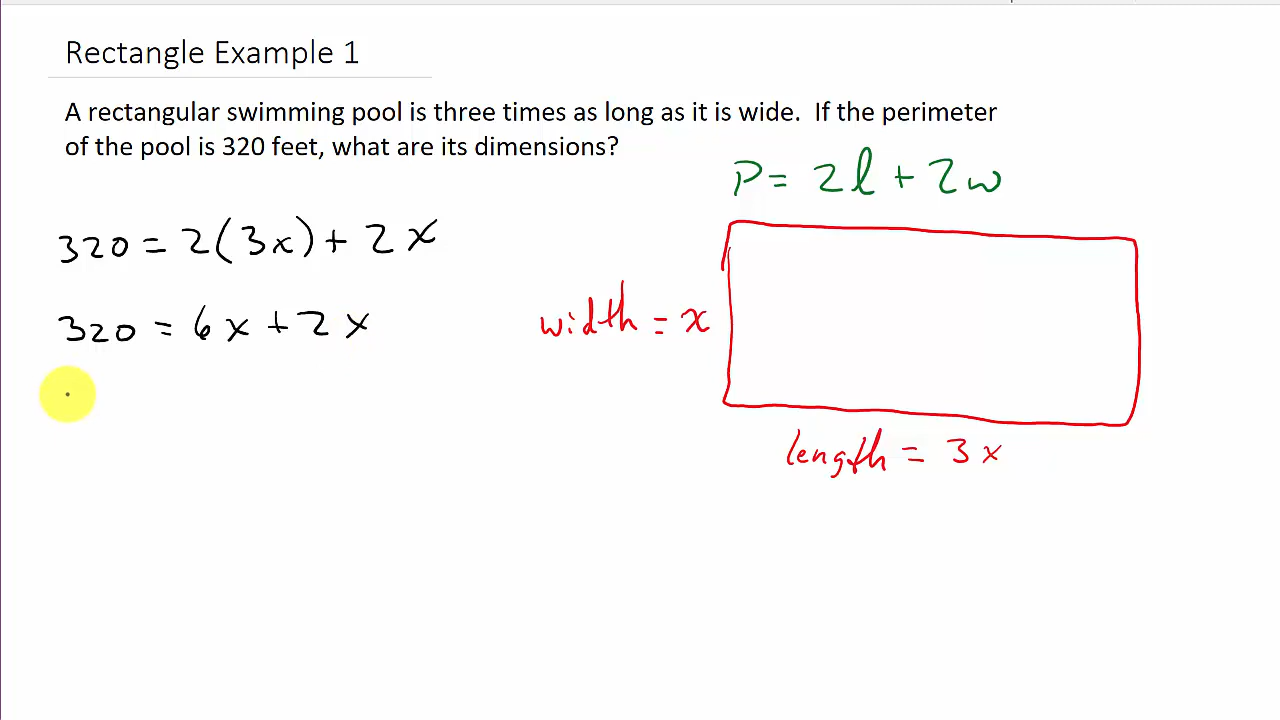 Rectangle Example 1
A rectangular swimming pool is three times as long as it is wide. If the perimeter
of the pool is 320 feet, what are its dimensions?
P = 2l + 2w
320 = 2(3x) + 2x
320 = 6x + 2x
width = x
length = 3x